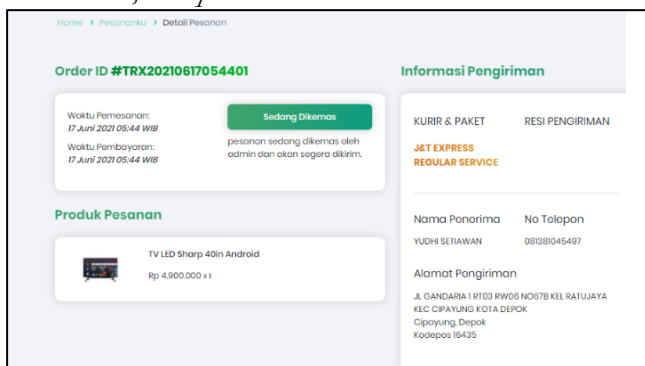 Home > Pesananku > Detail Pesanan
Order ID #TRX20210617054401
Waktu Pemesanan:
17 Juni 2021 05:44 WIB
Waktu Pembayaran:
17 Juni 2021 05:44 WIB
Sedang Dikemas
pesanan sedang dikemas oleh
admin dan akan segera dikirim.
Produk Pesanan
TV LED Sharp 40in Android
Rp 4.900.000 x 1
Informasi Pengiriman
KURIR & PAKET RESI PENGIRIMAN
J&T EXPRESS
REGULAR SERVICE
Nama Penerima No Telepon
YUDHI SETIAWAN 081381045497
Alamat Pengiriman
JL GANDARIA 1 RT03 RW06 NO67B KEL RATUJAYA
KEC CIPAYUNG KOTA DEPOK
Cipayung, Depok
Kodepos 16435